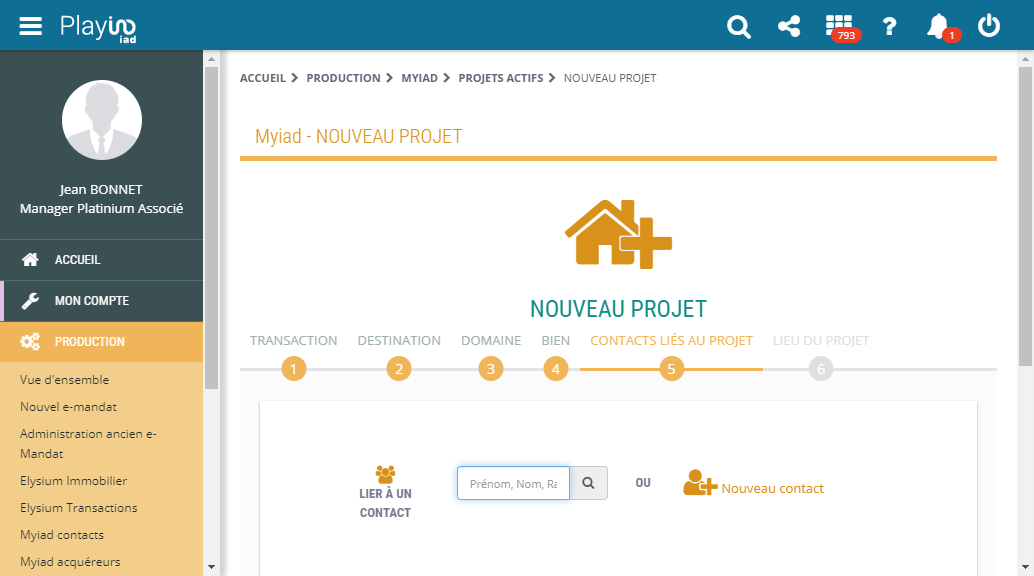 Playin iad
793
?
1
ACCUEIL > PRODUCTION > MYIAD > PROJETS ACTIFS > NOUVEAU PROJET
Jean BONNET
Manager Platinium Associé
ACCUEIL
MON COMPTE
PRODUCTION
Vue d'ensemble
Nouvel e-mandat
Administration ancien e-
Mandat
Elysium Immobilier
Elysium Transactions
Myiad contacts
Myiad acquéreurs
Myiad - NOUVEAU PROJET
NOUVEAU PROJET
TRANSACTION DESTINATION DOMAINE BIEN CONTACTS LIÉS AU PROJET LIEU DU PROJET
1 2 3 4 5 6
LIER À UN
CONTACT
Prénom, Nom, Ra
OU
Nouveau contact